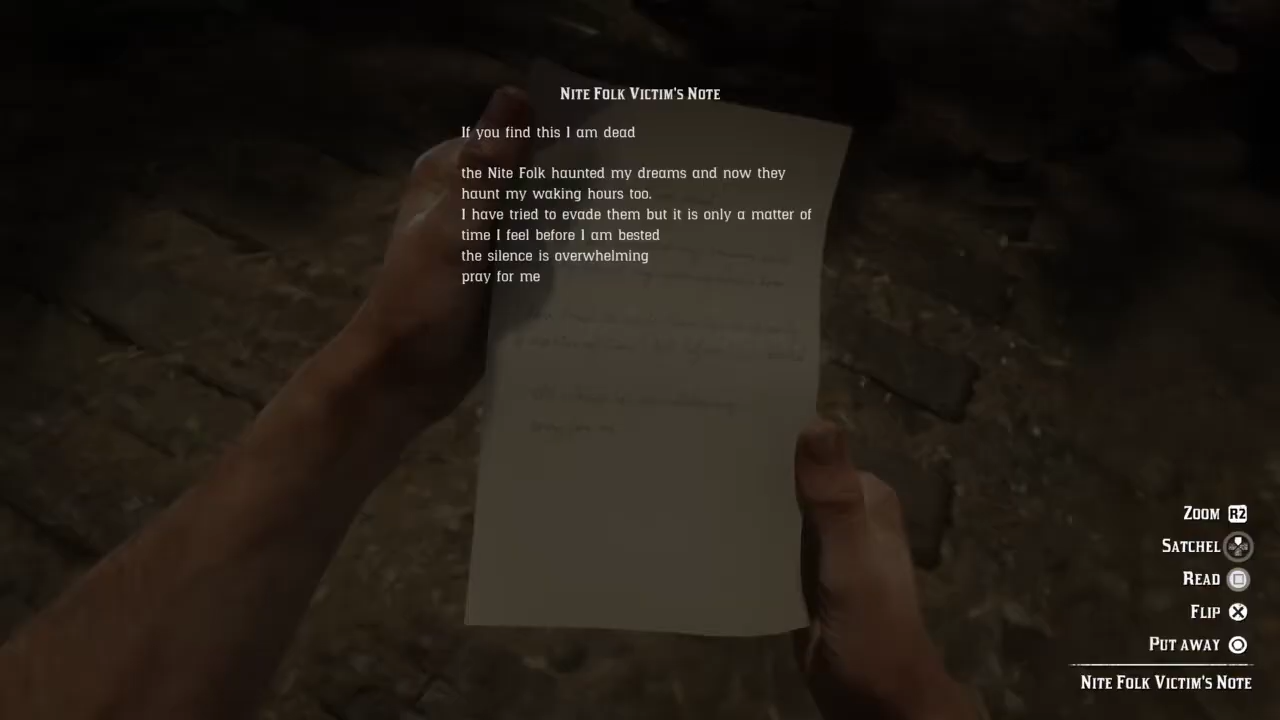 NITE FOLK VICTIM'S NOTE
If you find this I am dead
the Nite Folk haunted my dreams and now they
haunt my waking hours too.
I have tried to evade them but it is only a matter of
time I feel before I am bested
the silence is overwhelming
pray for me
ZOOM R2
SATCHEL
READ
FLIP
PUT AWAY
NITE FOLK VICTIM'S NOTE